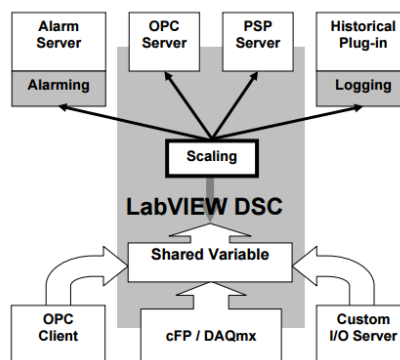 Alarm
Server
Alarming
OPC
Server
PSP
Server
Historical
Plug-in
Logging
Scaling
LabVIEW DSC
Shared Variable
OPC
Client
cFP / DAQmx
Custom
I/O Server